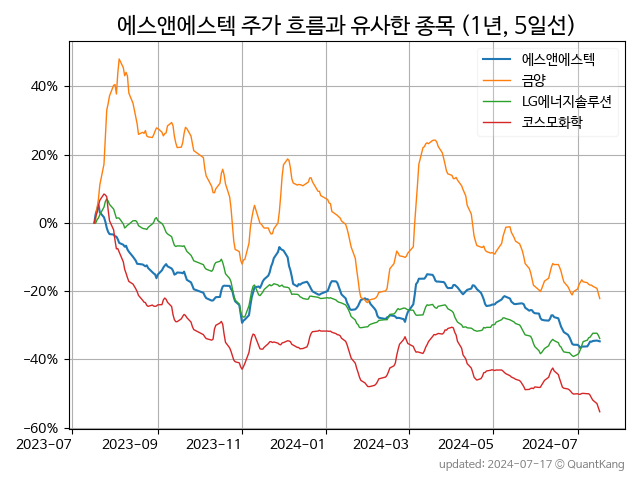 에스앤에스텍 주가 흐름과 유사한 종목 (1년, 5일선)
에스앤에스텍
금양
LG에너지솔루션
코스모화학
40%
20%
0%
−20%
−40%
−60%
2023-07 2023-09 2023-11 2024-01 2024-03 2024-05 2024-07
updated: 2024-07-17 © QuantKang